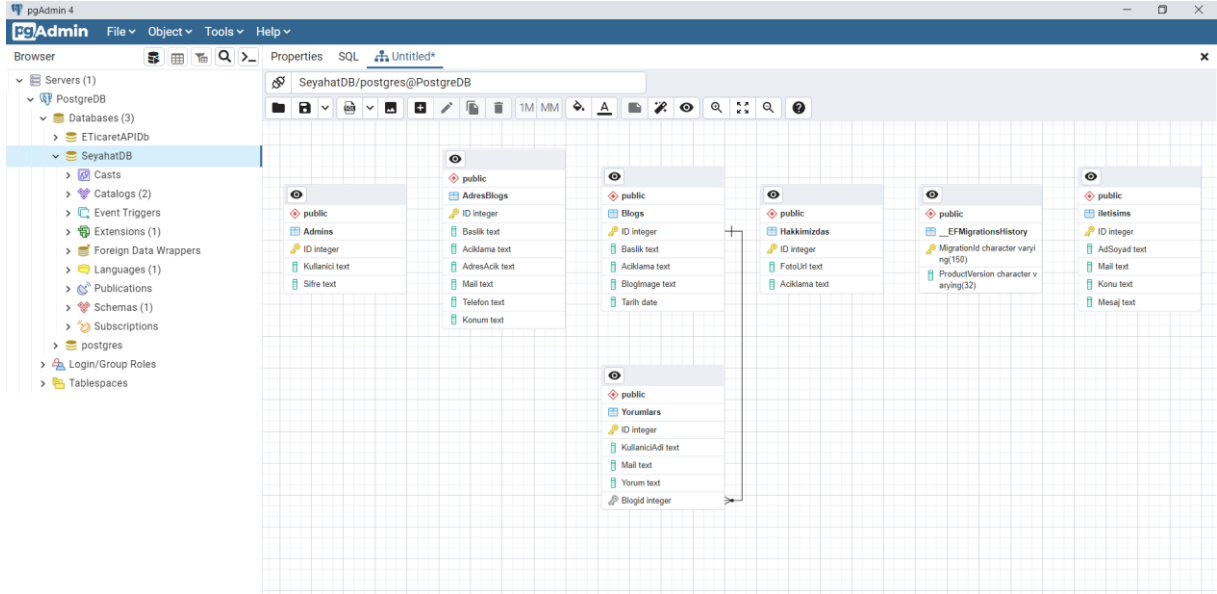 pgAdmin 4
pgAdmin File Object Tools Help
Browser
Properties SQL Untitled*
SeyahatDB/postgres@PostgreDB
1M MM
Servers (1)
PostgreDB
Databases (3)
ETicaretAPIDb
SeyahatDB
Casts
Catalogs (2)
Event Triggers
Extensions (1)
Foreign Data Wrappers
Languages (1)
Publications
Schemas (1)
Subscriptions
postgres
Login/Group Roles
Tablespaces
public
Admins
ID integer
Kullanici text
Sifre text
public
AdresBlogs
ID integer
Baslik text
Aciklama text
AdresAcik text
Mail text
Telefon text
Konum text
public
Blogs
ID integer
Baslik text
Aciklama text
BlogImage text
Tarih date
public
Hakkimizdas
ID integer
FotoUrl text
Aciklama text
public
__EFMigrationsHistory
MigrationId character varyi
ng(150)
ProductVersion character v
arying(32)
public
iletisims
ID integer
AdSoyad text
Mail text
Konu text
Mesaj text
public
Yorumlars
ID integer
KullaniciAdi text
Mail text
Yorum text
Blogid integer